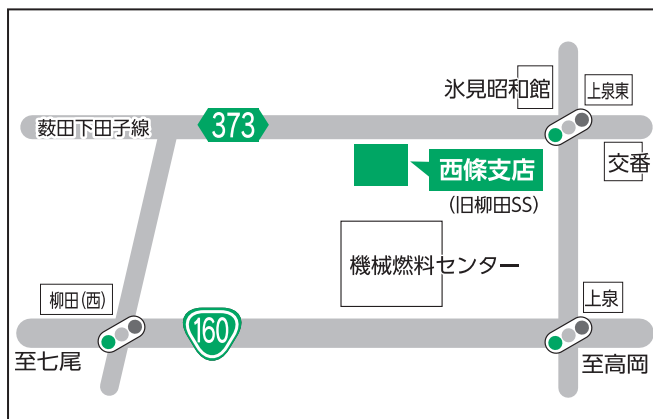 氷見昭和館
上泉東
薮田下田子線
373
交番
西條支店
(旧柳田SS)
機械燃料センター
柳田(西)
上泉
160
至七尾
至高岡